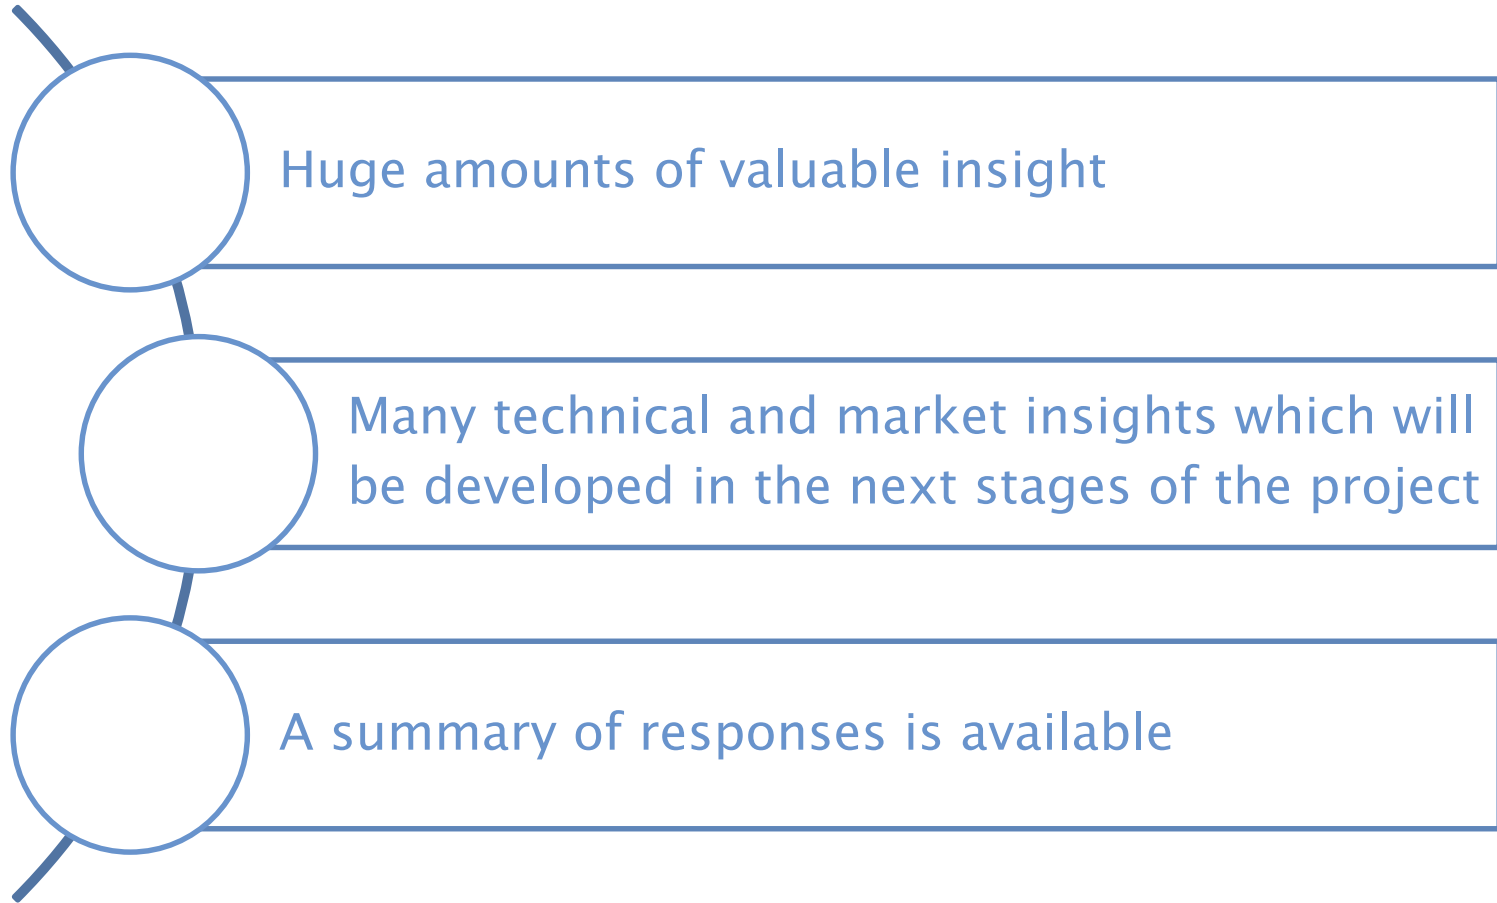 Huge amounts of valuable insight
Many technical and market insights which will
be developed in the next stages of the project
A summary of responses is available